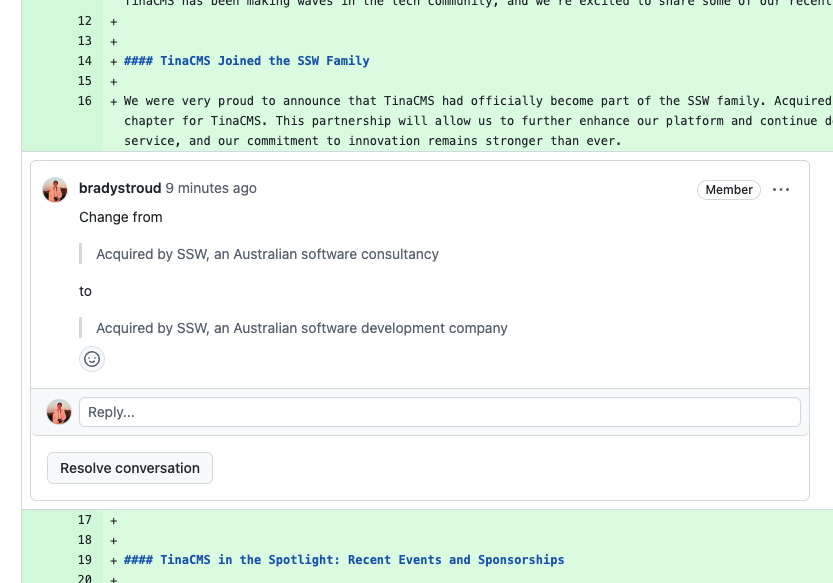 TinaCMS has been making waves in the tech community, and we're excited to share some of our recent
12 +
13 +
14 + #### TinaCMS Joined the SSW Family
15 +
16 + We were very proud to announce that TinaCMS had officially become part of the SSW family. Acquired
chapter for TinaCMS. This partnership will allow us to further enhance our platform and continue d
service, and our commitment to innovation remains stronger than ever.
bradystroud 9 minutes ago Member ...
Change from
Acquired by SSW, an Australian software consultancy
to
Acquired by SSW, an Australian software development company
Reply...
Resolve conversation
17 +
18 +
19 + #### TinaCMS in the Spotlight: Recent Events and Sponsorships
20 +